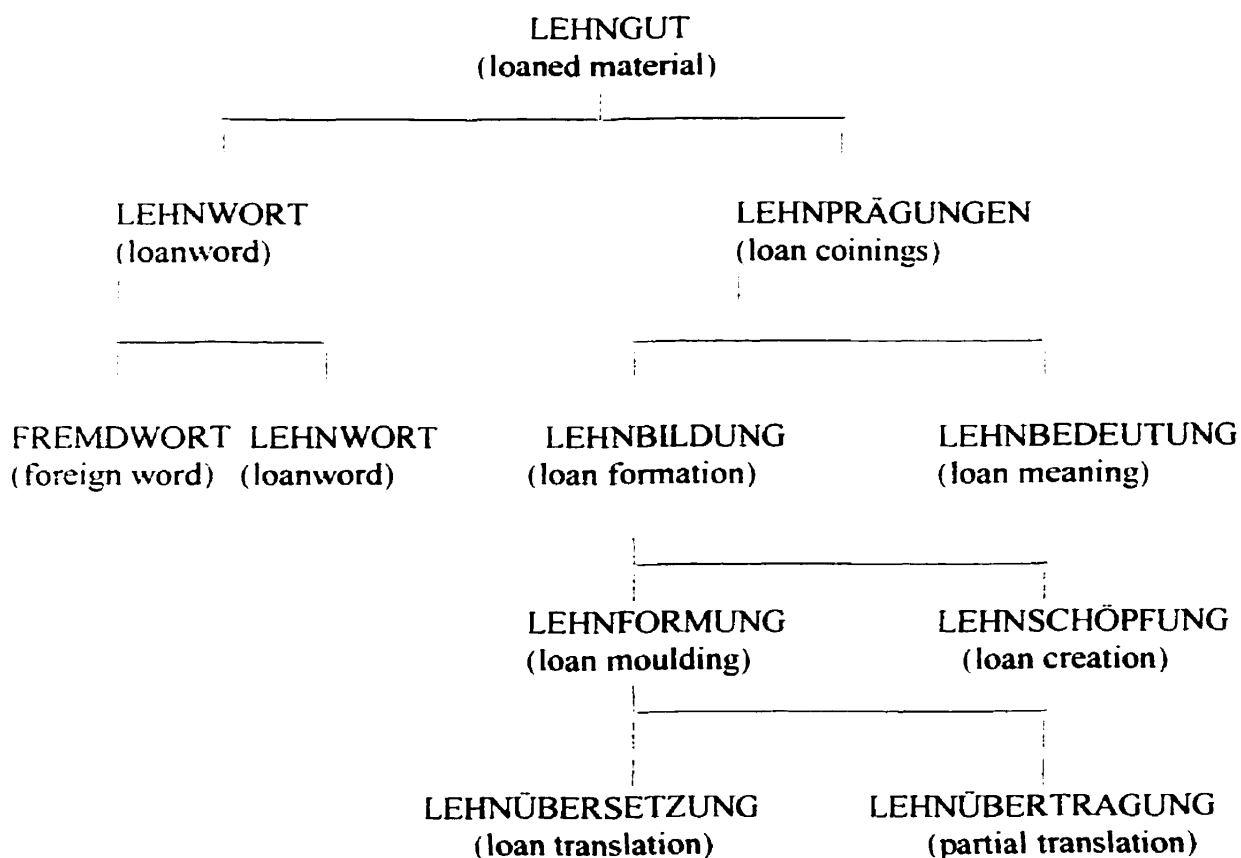 LEHNGUT
(loaned material)
LEHNWORT LEHNPRÄGUNGEN
(loanword) (loan coinings)
FREMDWORT LEHNWORT LEHNBILDUNG LEHNBEDEUTUNG
(foreign word) (loanword) (loan formation) (loan meaning)
LEHNFORMUNG LEHNSCHÖPFUNG
(loan moulding) (loan creation)
LEHNÜBERSETZUNG LEHNÜBERTRAGUNG
(loan translation) (partial translation)